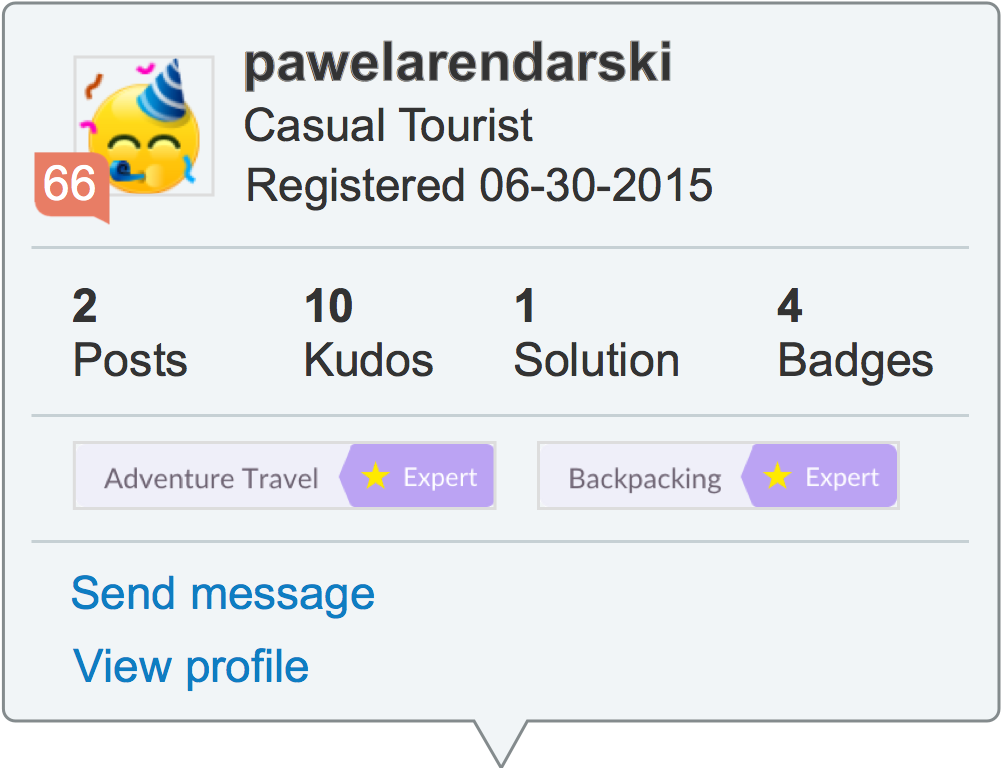 pawelarendarski
Casual Tourist
Registered 06-30-2015
66
2 10 1 4
Posts Kudos Solution Badges
Adventure Travel Expert Backpacking Expert
Send message
View profile